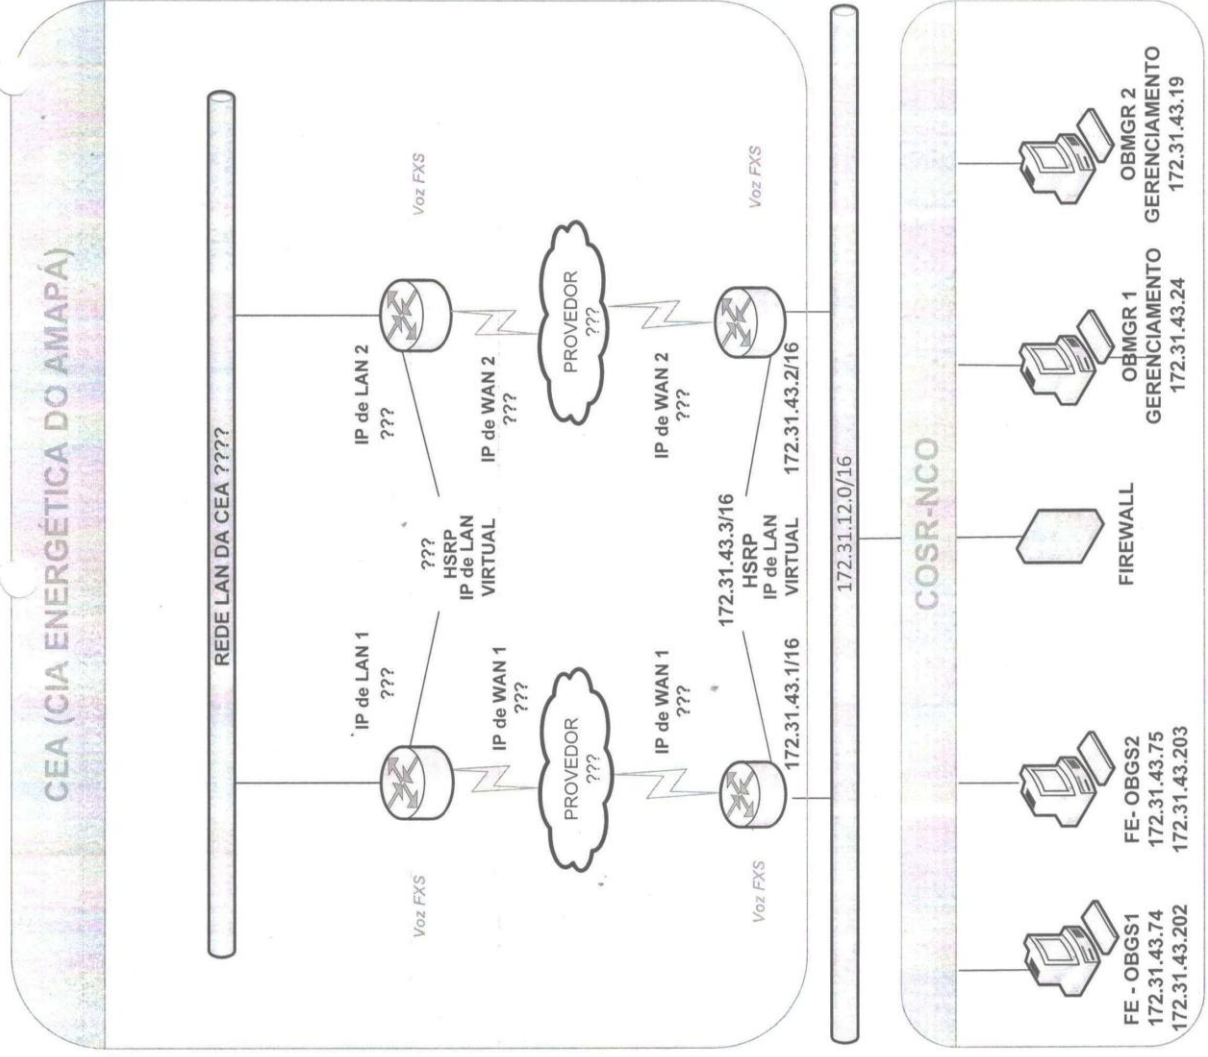 CEA (CIA ENERGÉTICA DO AMAPÁ)
REDE LAN DA CEA ????
IP de LAN 1
???
IP de LAN 2
???
Voz FXS
Voz FXS
???
HSRP
IP de LAN
VIRTUAL
IP de WAN 1
???
IP de WAN 2
???
PROVEDOR
???
PROVEDOR
???
IP de WAN 1
???
IP de WAN 2
???
172.31.43.3/16
HSRP
IP de LAN
VIRTUAL
Voz FXS
Voz FXS
172.31.43.1/16
172.31.43.2/16
172.31.12.0/16
COSR-NCO
FE - OBGS1
172.31.43.74
172.31.43.202
FE- OBGS2
172.31.43.75
172.31.43.203
FIREWALL
OBMGR 1
GERENCIAMENTO
172.31.43.24
OBMGR 2
GERENCIAMENTO
172.31.43.19